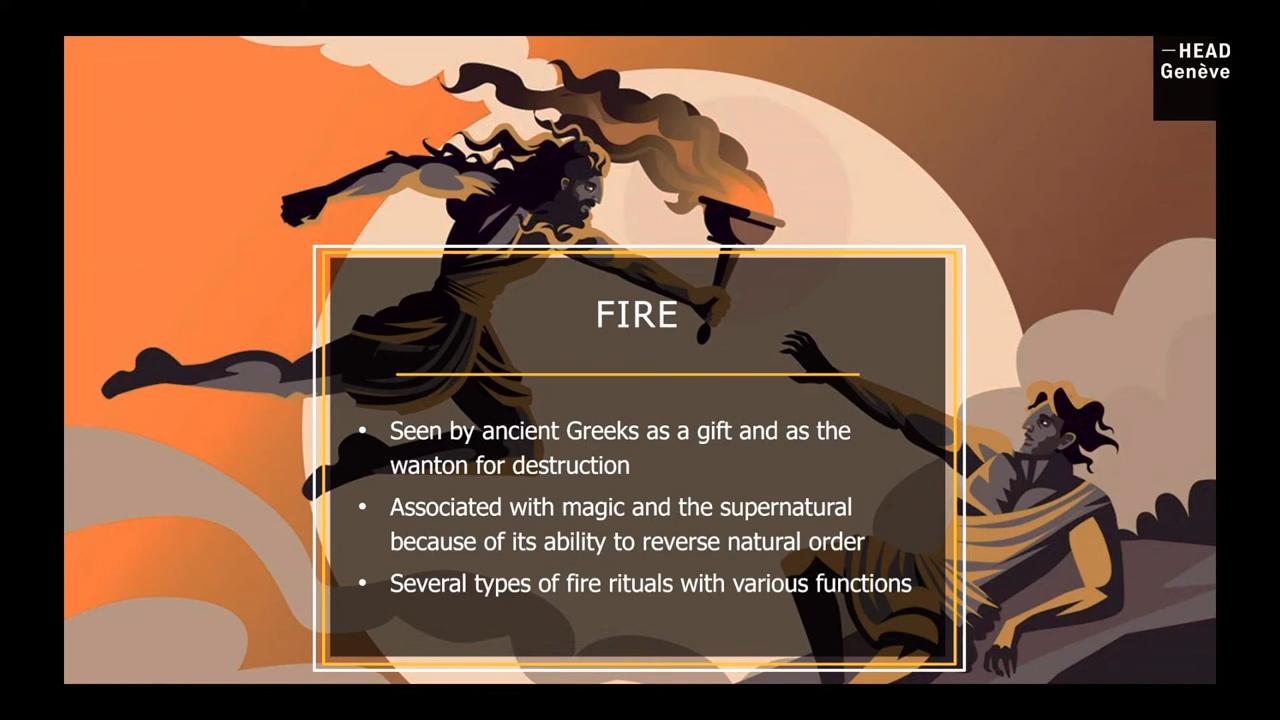 —HEAD
Genève
FIRE
• Seen by ancient Greeks as a gift and as the
wanton for destruction
• Associated with magic and the supernatural
because of its ability to reverse natural order
• Several types of fire rituals with various functions